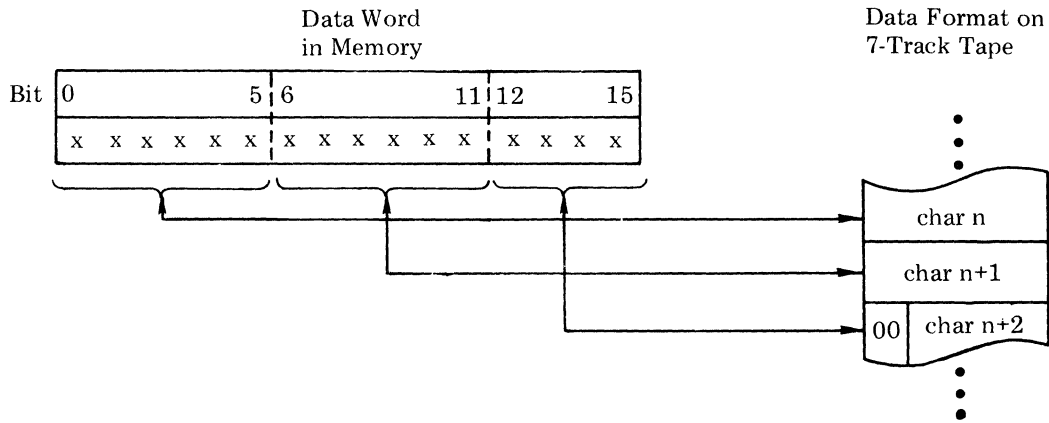 Data Word
in Memory
Data Format on
7-Track Tape
Bit 0 5 6 11 12 15
x x x x x x x x x x x x x x x x
char n
char n+1
00 char n+2